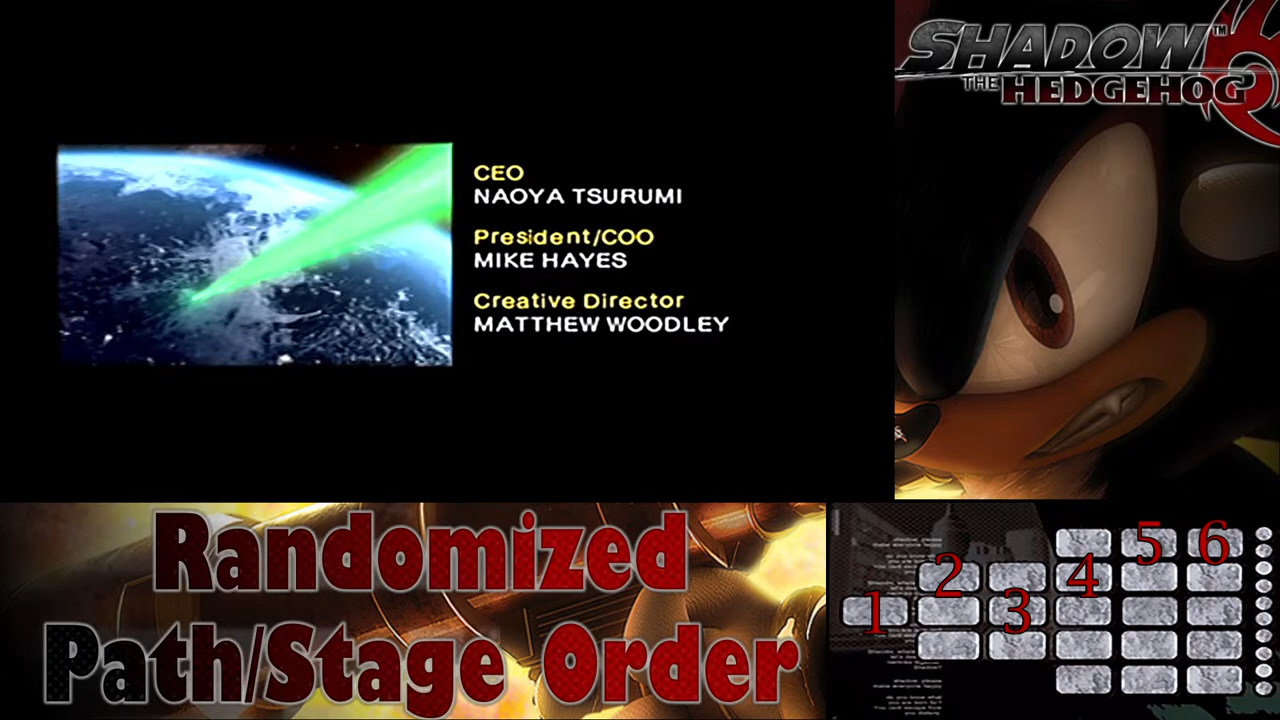 CEO
NAOYA TSURUMI
President/COO
MIKE HAYES
Creative Director
MATTHEW WOODLEY
SHADOW™
THE HEDGEHOG
Randomized
Path/Stage Order
1
2
3
4
5
6